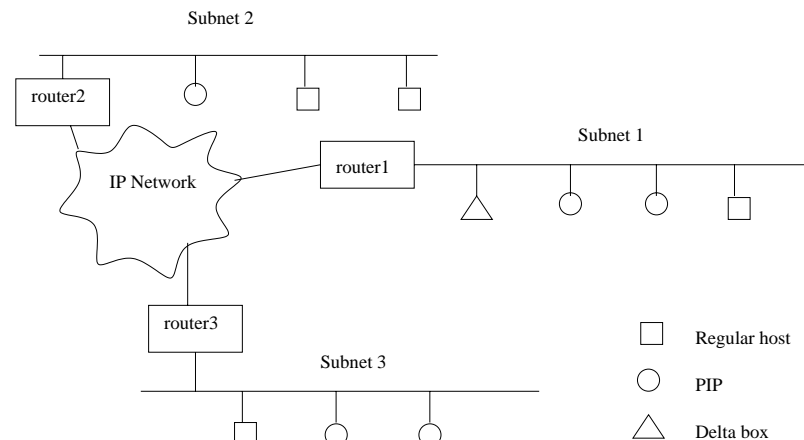 Subnet 2
router2
Subnet 1
IP Network
router1
router3
Regular host
Subnet 3
PIP
Delta box